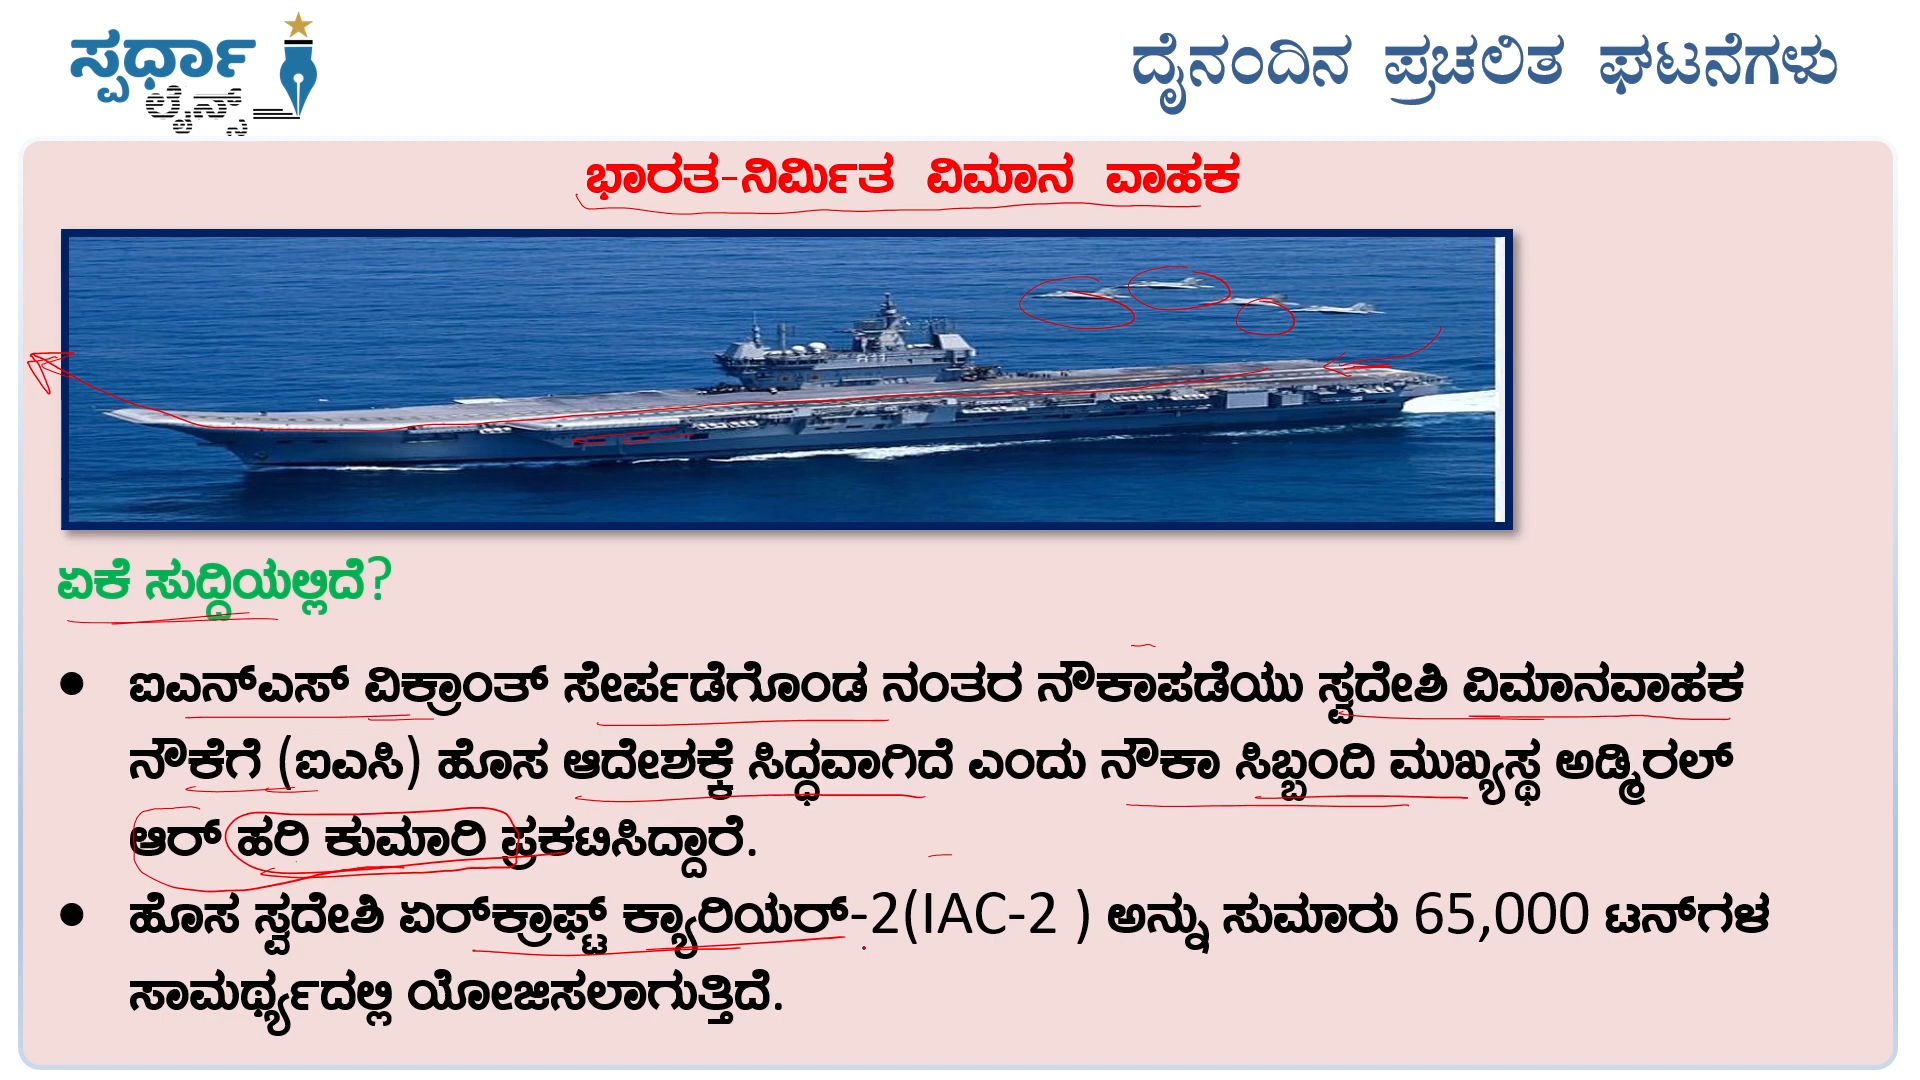 ಸ್ಪರ್ಧಾ
ಲೈನ್ಸ್
ದೈನಂದಿನ ಪ್ರಚಲಿತ ಘಟನೆಗಳು
ಭಾರತ-ನಿರ್ಮಿತ ವಿಮಾನ ವಾಹಕ
R11
ಏಕೆ ಸುದ್ದಿಯಲ್ಲಿದೆ?
• ಐಎನ್ಎಸ್ ವಿಕ್ರಾಂತ್ ಸೇರ್ಪಡೆಗೊಂಡ ನಂತರ ನೌಕಾಪಡೆಯು ಸ್ವದೇಶಿ ವಿಮಾನವಾಹಕ
ನೌಕೆಗೆ (ಐಎಸಿ) ಹೊಸ ಆದೇಶಕ್ಕೆ ಸಿದ್ಧವಾಗಿದೆ ಎಂದು ನೌಕಾ ಸಿಬ್ಬಂದಿ ಮುಖ್ಯಸ್ಥ ಅಡ್ಮಿರಲ್
ಆರ್ ಹರಿ ಕುಮಾರಿ ಪ್ರಕಟಿಸಿದ್ದಾರೆ.
• ಹೊಸ ಸ್ವದೇಶಿ ಏರ್‌ಕ್ರಾಫ್ಟ್ ಕ್ಯಾರಿಯರ್-2(IAC-2 ) ಅನ್ನು ಸುಮಾರು 65,000 ಟನ್‌ಗಳ
ಸಾಮರ್ಥ್ಯದಲ್ಲಿ ಯೋಜಿಸಲಾಗುತ್ತಿದೆ.